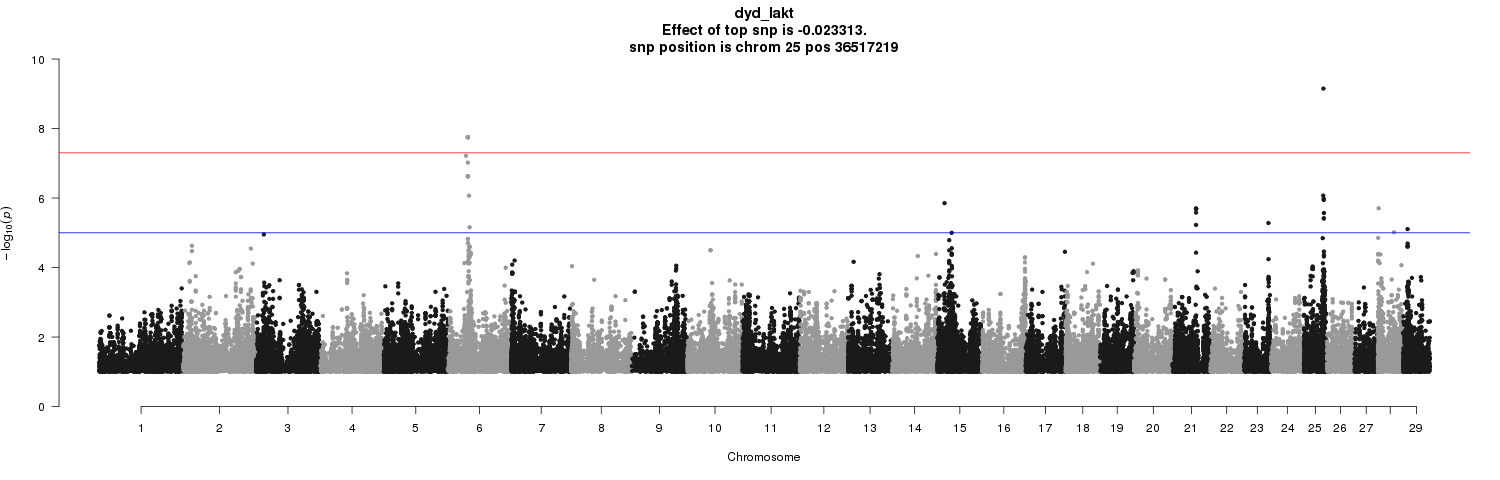 dyd_lakt
Effect of top snp is -0.023313.
snp position is chrom 25 pos 36517219
10
8
6
4
2
0
−log10(p)
1 2 3 4 5 6 7 8 9 10 11 12 13 14 15 16 17 18 19 20 21 22 23 24 25 26 27 29
Chromosome